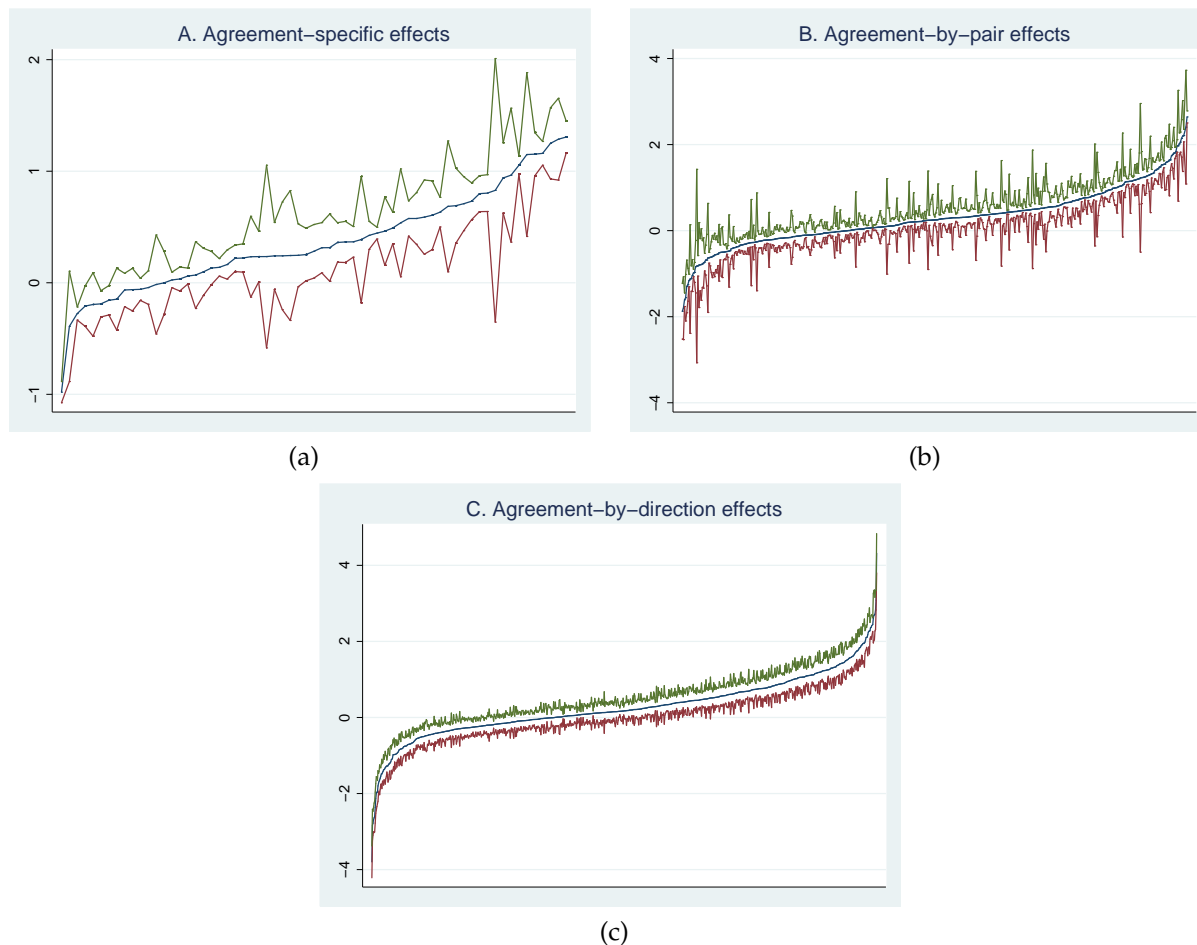 A. Agreement−specific effects
2
1
0
−1
(a)
B. Agreement−by−pair effects
4
2
0
−2
−4
(b)
C. Agreement−by−direction effects
4
2
0
−2
−4
(c)